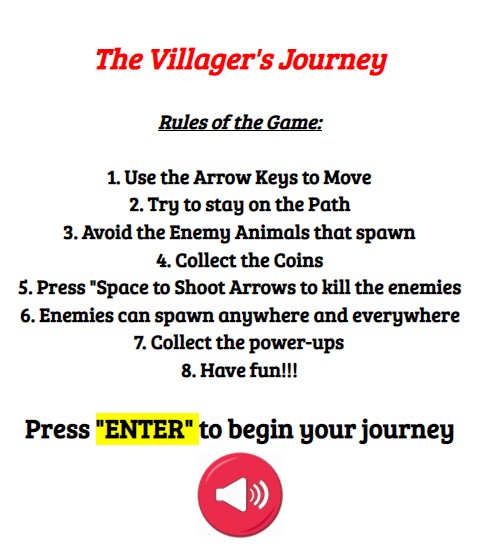 The Villager's Journey
Rules of the Game:
1. Use the Arrow Keys to Move
2. Try to stay on the Path
3. Avoid the Enemy Animals that spawn
4. Collect the Coins
5. Press "Space to Shoot Arrows to kill the enemies
6. Enemies can spawn anywhere and everywhere
7. Collect the power-ups
8. Have fun!!!
Press "ENTER" to begin your journey